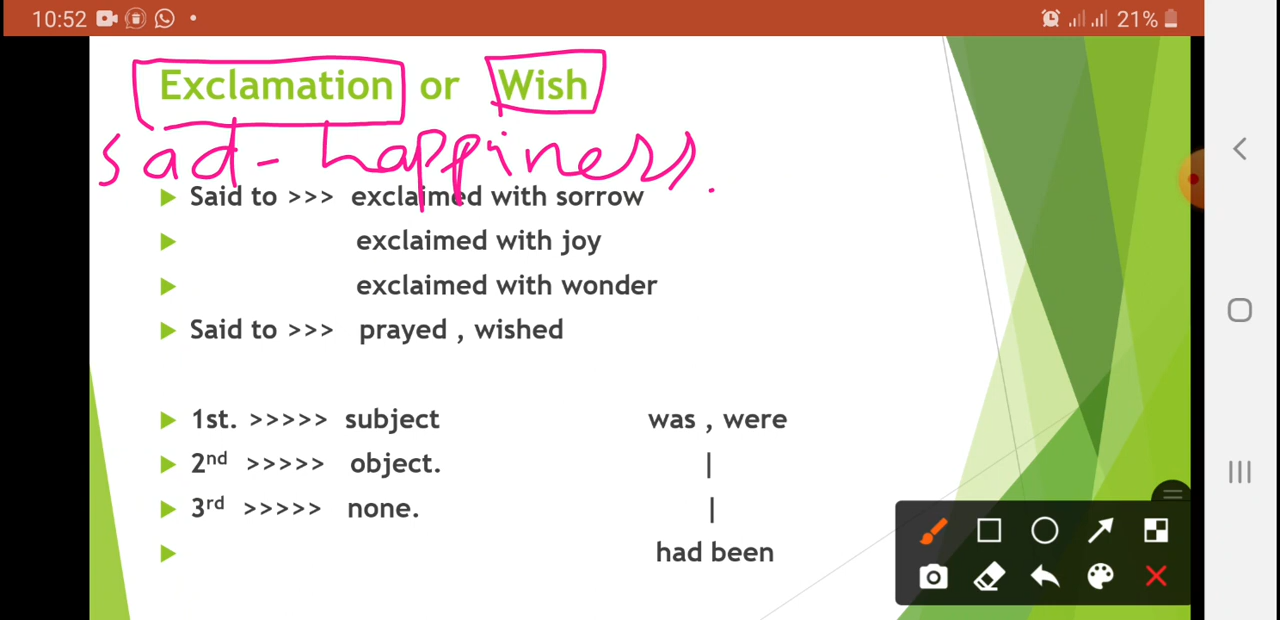 10:52 21%
Exclamation or Wish
sad-happiness.
Said to >>> exclaimed with sorrow
exclaimed with joy
exclaimed with wonder
Said to >>> prayed , wished
1st. >>>>> subject was , were
2nd >>>>> object. |
3rd >>>>> none. |
had been